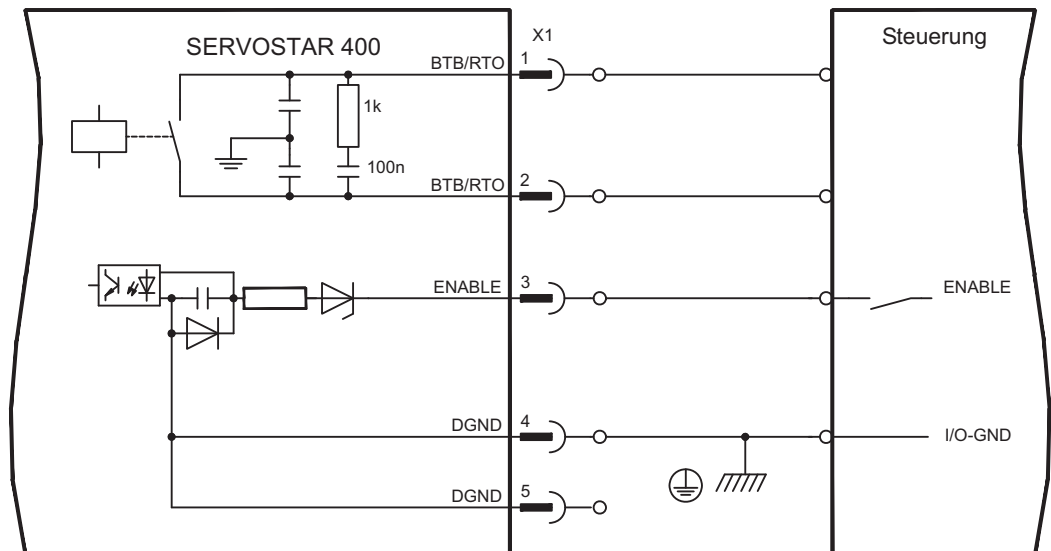 SERVOSTAR 400
X1
Steuerung
BTB/RTO
1
1k
100n
BTB/RTO
2
ENABLE
3
ENABLE
DGND
4
I/O-GND
DGND
5